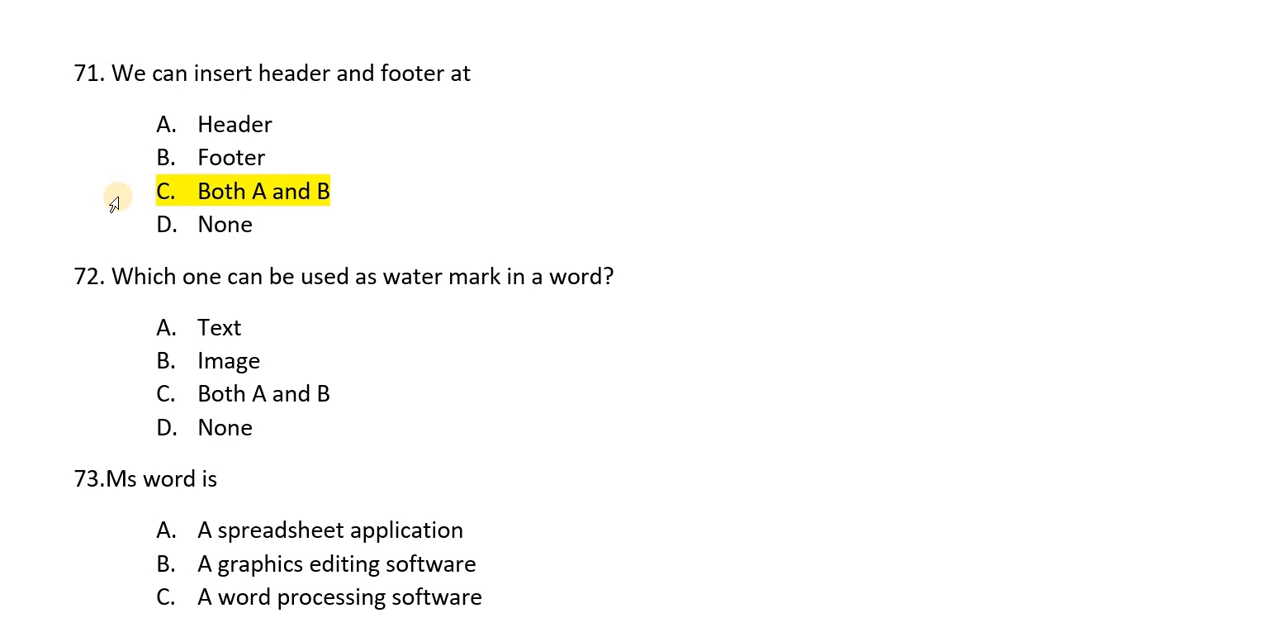 71. We can insert header and footer at
A. Header
B. Footer
C. Both A and B
D. None
72. Which one can be used as water mark in a word?
A. Text
B. Image
C. Both A and B
D. None
73.Ms word is
A. A spreadsheet application
B. A graphics editing software
C. A word processing software